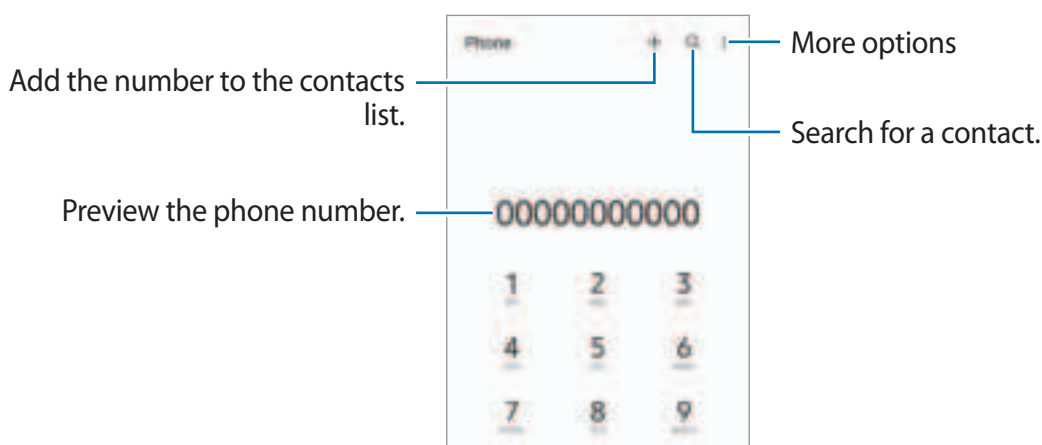 Phone
More options
Add the number to the contacts
list.
Search for a contact.
Preview the phone number.
00000000000
1 2 3
4 5 6
7 8 9